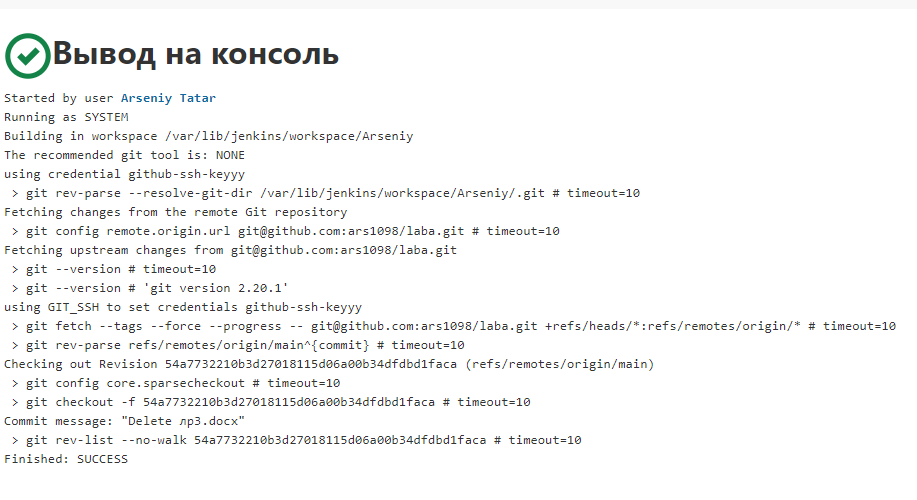 Вывод на консоль
Started by user Arseniy Tatar
Running as SYSTEM
Building in workspace /var/lib/jenkins/workspace/Arseniy
The recommended git tool is: NONE
using credential github-ssh-keyyy
 > git rev-parse --resolve-git-dir /var/lib/jenkins/workspace/Arseniy/.git # timeout=10
Fetching changes from the remote Git repository
 > git config remote.origin.url git@github.com:ars1098/laba.git # timeout=10
Fetching upstream changes from git@github.com:ars1098/laba.git
 > git --version # timeout=10
 > git --version # 'git version 2.20.1'
using GIT_SSH to set credentials github-ssh-keyyy
 > git fetch --tags --force --progress -- git@github.com:ars1098/laba.git +refs/heads/*:refs/remotes/origin/* # timeout=10
 > git rev-parse refs/remotes/origin/main^{commit} # timeout=10
Checking out Revision 54a7732210b3d27018115d06a00b34dfdbd1faca (refs/remotes/origin/main)
 > git config core.sparsecheckout # timeout=10
 > git checkout -f 54a7732210b3d27018115d06a00b34dfdbd1faca # timeout=10
Commit message: "Delete лр3.docx"
 > git rev-list --no-walk 54a7732210b3d27018115d06a00b34dfdbd1faca # timeout=10
Finished: SUCCESS